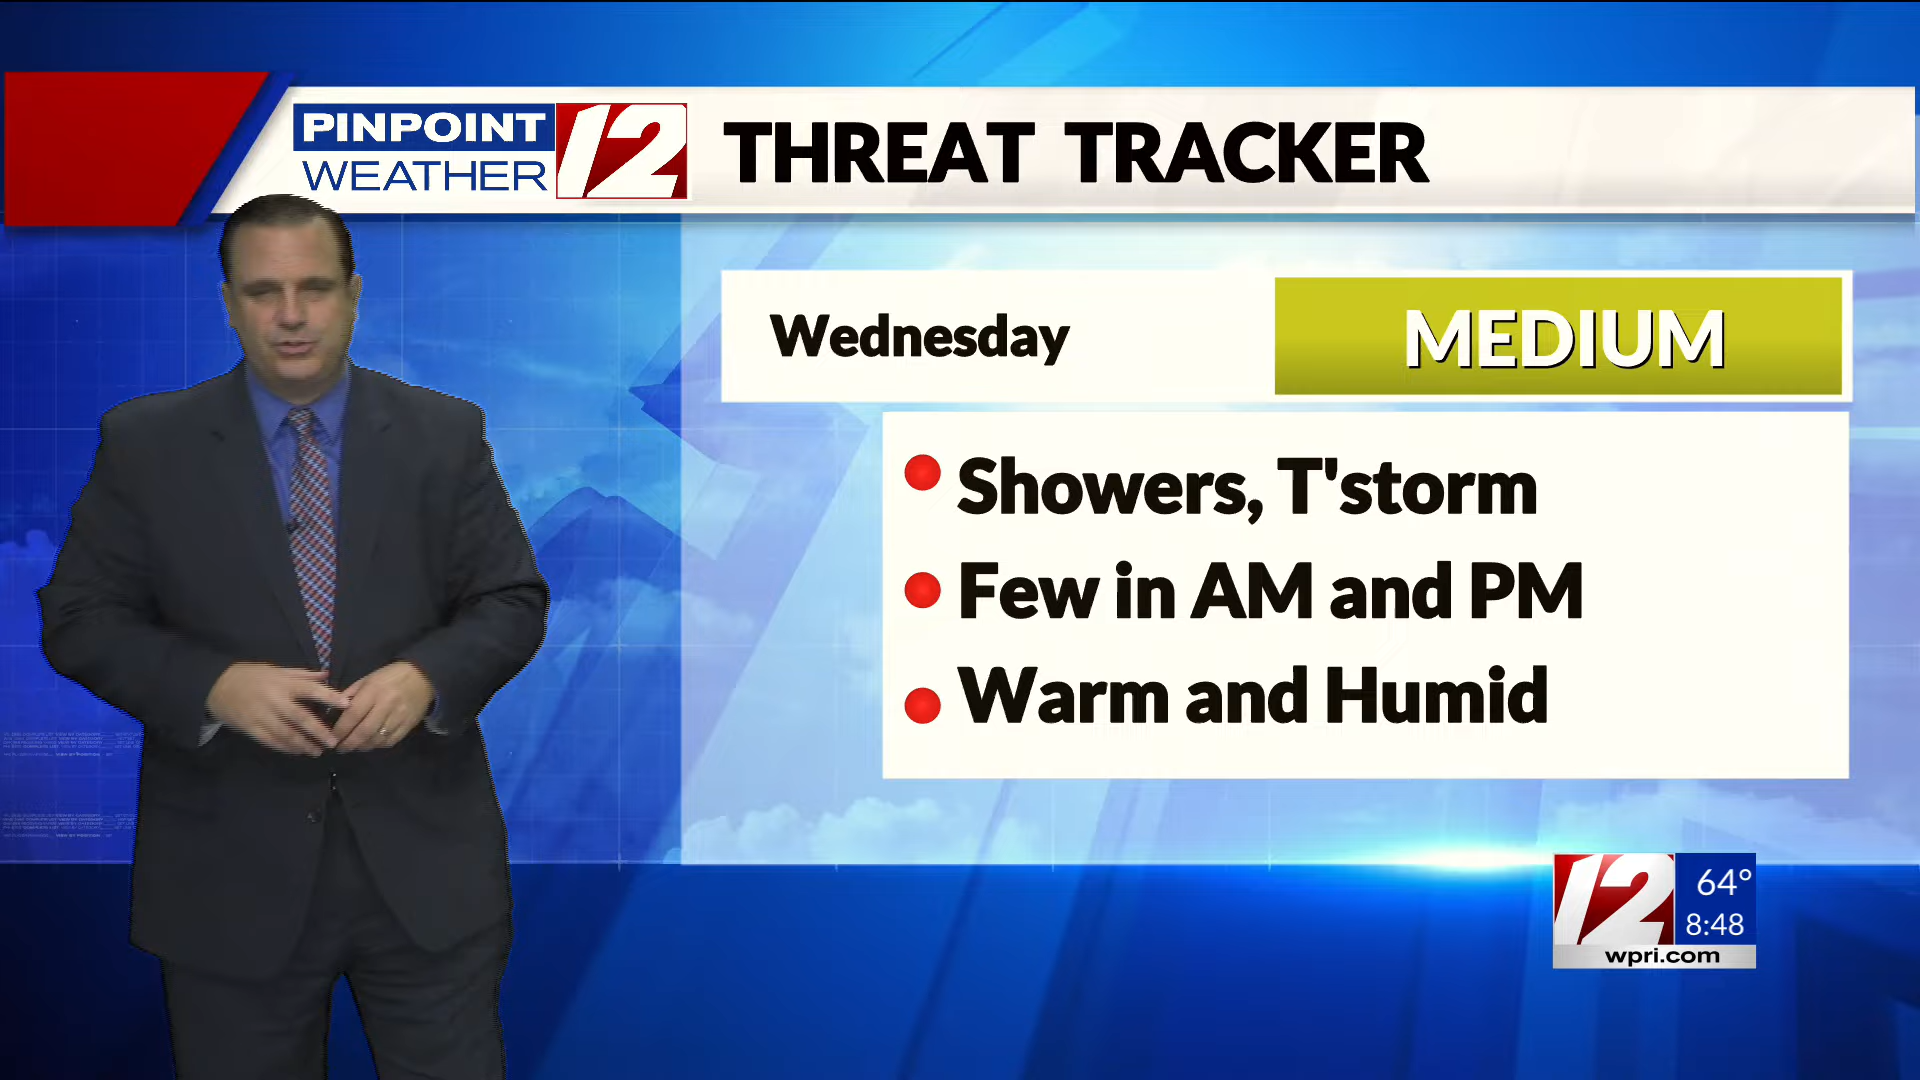 PINPOINT
WEATHER
12
THREAT TRACKER
Wednesday
MEDIUM
Showers, T'storm
Few in AM and PM
Warm and Humid
12
64°
8:48
wpri.com